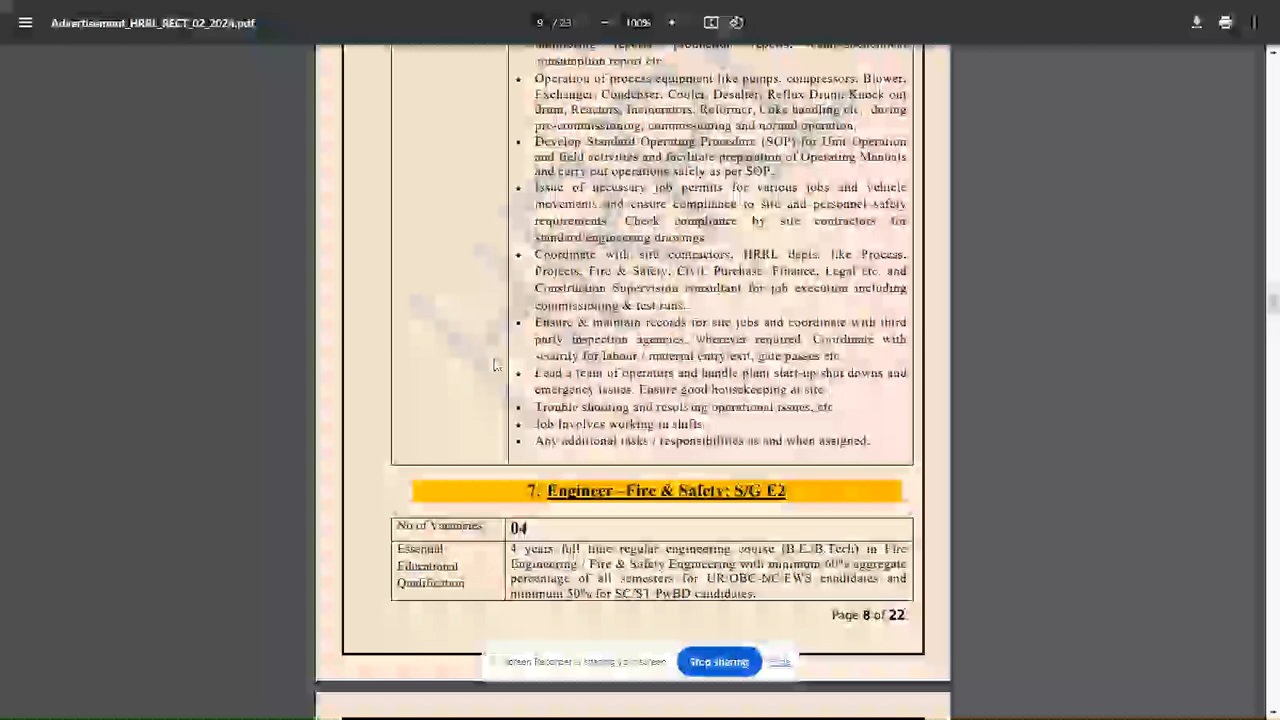 Advertisement_HRRL_RECT_02_2024.pdf
9 / 23
100%
consumption report etc
Operation of process equipment like pumps, compressors, Blower,
Exchanger, Condenser, Cooler, Desalter, Reflux Drum, Knock out
drum, Reactors, Incinerators, Reformer, Coke handling etc during
pre-commissioning, commissioning and normal operation.
Develop Standard Operating Procedure (SOP) for Unit Operation
and field activities and facilitate preparation of Operating Manuals
and carry out operations safely as per SOP.
Issue of necessary job permits for various jobs and vehicle
movements and ensure compliance to site and personnel safety
requirements Check compliance by site contractors for
standard engineering drawings
Coordinate with site contractors, HRRL depts. like Process,
Projects, Fire & Safety, Civil, Purchase, Finance, Legal etc. and
Construction Supervision consultant for job execution including
commissioning & test runs.
Ensure & maintain records for site jobs and coordinate with third
party inspection agencies, wherever required. Coordinate with
security for labour / material entry exit, gate passes etc
Lead a team of operators and handle plant start-up shut downs and
emergency issues. Ensure good housekeeping at site
Trouble shooting and resolving operational issues, etc
Job Involves working in shifts
Any additional tasks / responsibilities as and when assigned.
7. Engineer –Fire & Safety: S/G E2
No of Vacancies 04
Essential 4 years full time regular engineering course (B.E./B.Tech) in Fire
Educational Engineering / Fire & Safety Engineering with minimum 60% aggregate
Qualification percentage of all semesters for UR/OBC-NC/EWS candidates and
minimum 50% for SC/ST/PwBD candidates.
Page 8 of 22
Screen Recorder is sharing your screen. Stop sharing Hide